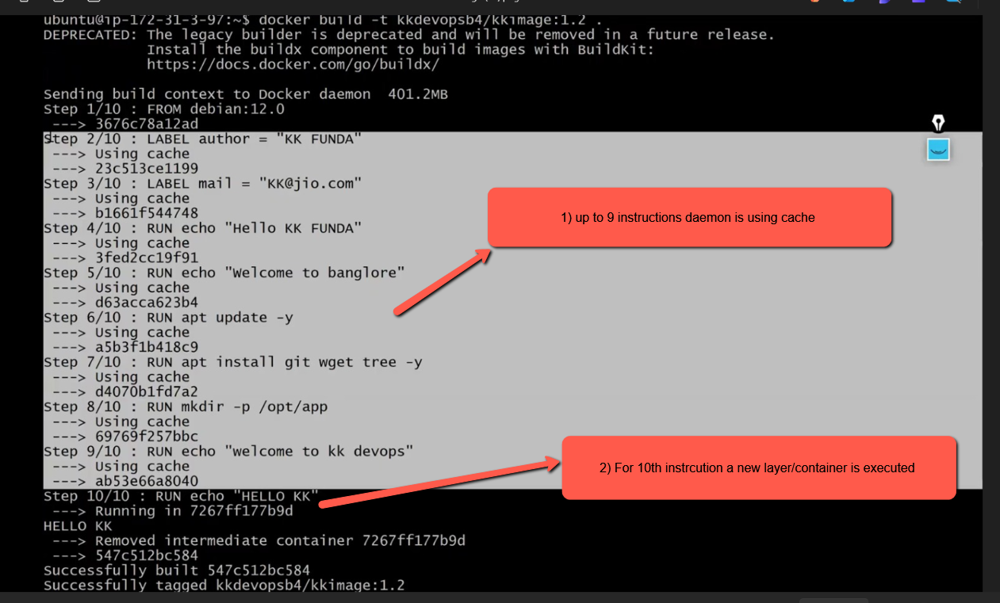 ubuntu@ip-172-31-3-97:~$ docker build -t kkdevopsb4/kkimage:1.2 .
DEPRECATED: The legacy builder is deprecated and will be removed in a future release.
            Install the buildx component to build images with BuildKit:
            https://docs.docker.com/go/buildx/
Sending build context to Docker daemon  401.2MB
Step 1/10 : FROM debian:12.0
 ---> 3676c78a12ad
Step 2/10 : LABEL author = "KK FUNDA"
 ---> Using cache
 ---> 23c513ce1199
Step 3/10 : LABEL mail = "KK@jio.com"
 ---> Using cache
 ---> b1661f544748
Step 4/10 : RUN echo "Hello KK FUNDA"
 ---> Using cache
 ---> 3fed2cc19f91
Step 5/10 : RUN echo "Welcome to banglore"
 ---> Using cache
 ---> d63acca623b4
Step 6/10 : RUN apt update -y
 ---> Using cache
 ---> a5b3f1b418c9
Step 7/10 : RUN apt install git wget tree -y
 ---> Using cache
 ---> d4070b1fd7a2
Step 8/10 : RUN mkdir -p /opt/app
 ---> Using cache
 ---> 69769f257bbc
Step 9/10 : RUN echo "welcome to kk devops"
 ---> Using cache
 ---> ab53e66a8040
Step 10/10 : RUN echo "HELLO KK"
 ---> Running in 7267ff177b9d
HELLO KK
 ---> Removed intermediate container 7267ff177b9d
 ---> 547c512bc584
Successfully built 547c512bc584
Successfully tagged kkdevopsb4/kkimage:1.2
1) up to 9 instructions daemon is using cache
2) For 10th instrcution a new layer/container is executed